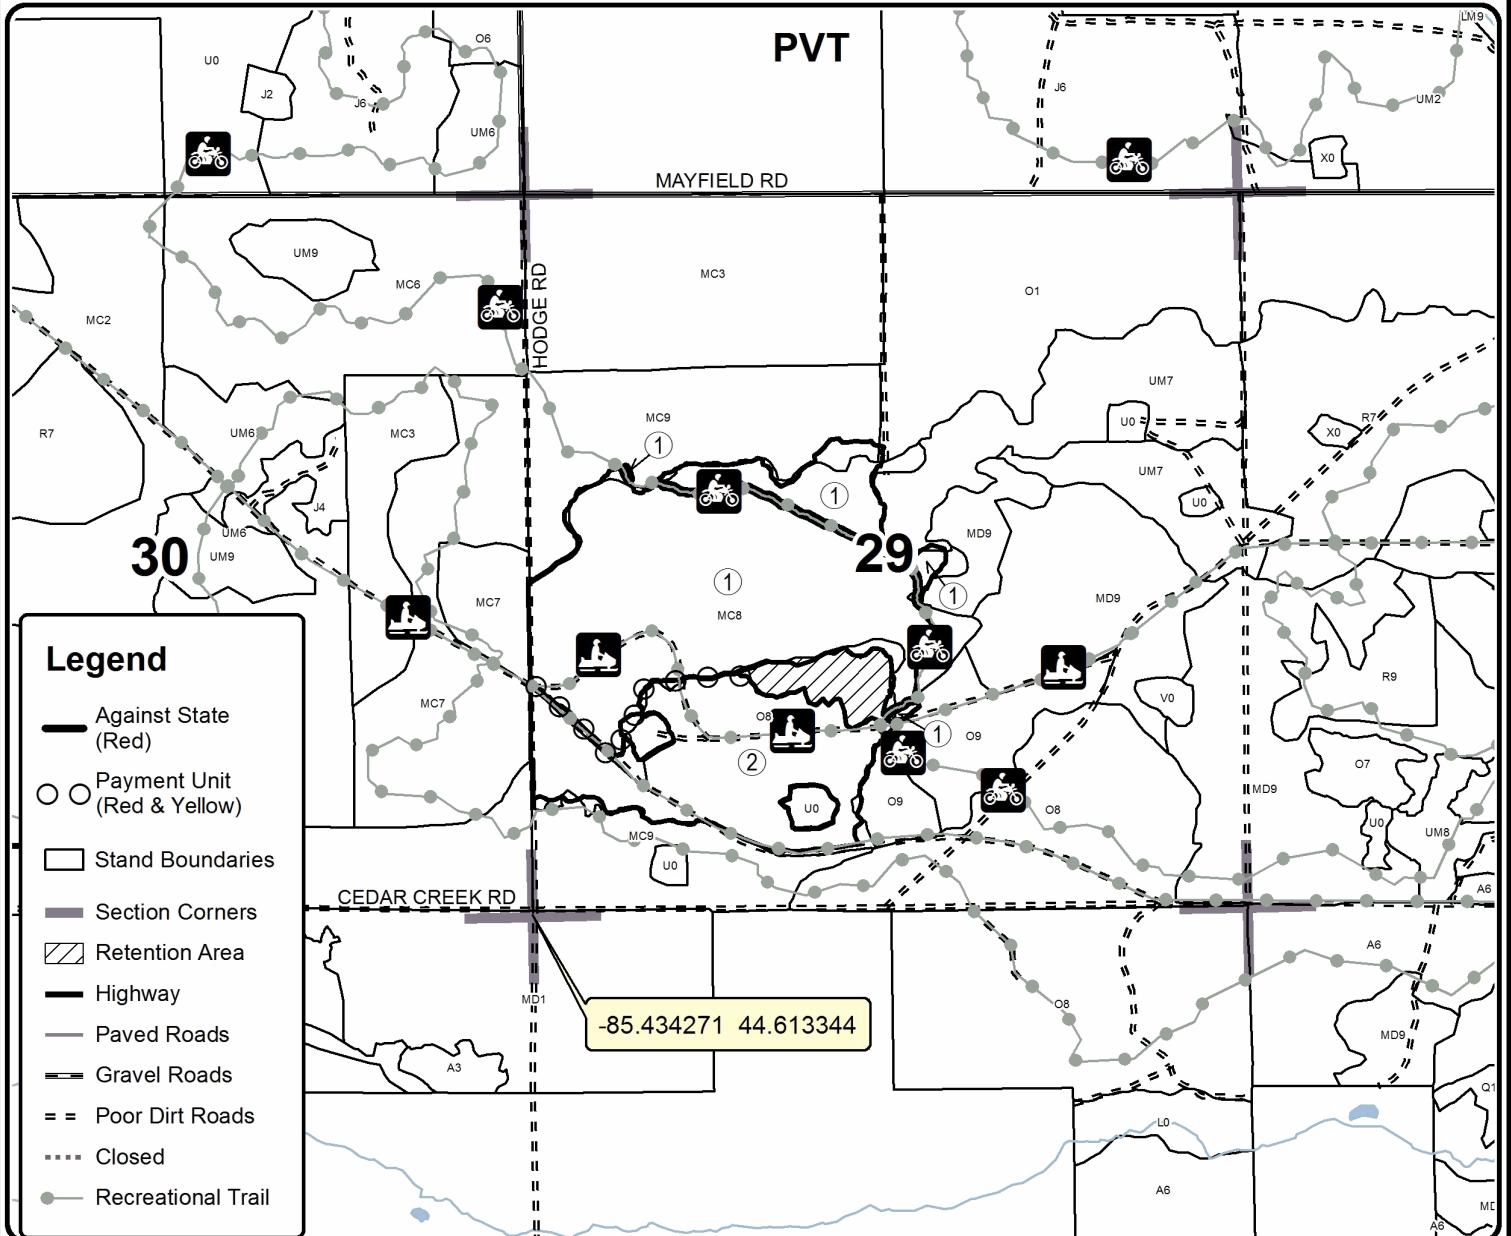 PVT
LM9
U0
O6
J2
J6
J6
UM2
UM6
X0
MAYFIELD RD
UM9
MC6
HODGE RD
MC3
O1
MC2
UM7
R7
UM6
MC3
MC9
1
U0
R7
X0
UM7
1
U0
J4
UM6
UM9
30
29
MD9
1
1
MC7
MC8
MD9
R9
V0
MC7
O8
1
O9
2
O7
U0
O9
O8
MD9
U0
UM8
MC9
U0
A6
CEDAR CREEK RD
A6
MD1
O8
-85.434271 44.613344
MD9
A3
Q1
L0
A6
MD
A6
Legend
Against State
(Red)
Payment Unit
(Red & Yellow)
Stand Boundaries
Section Corners
Retention Area
Highway
Paved Roads
Gravel Roads
Poor Dirt Roads
Closed
Recreational Trail